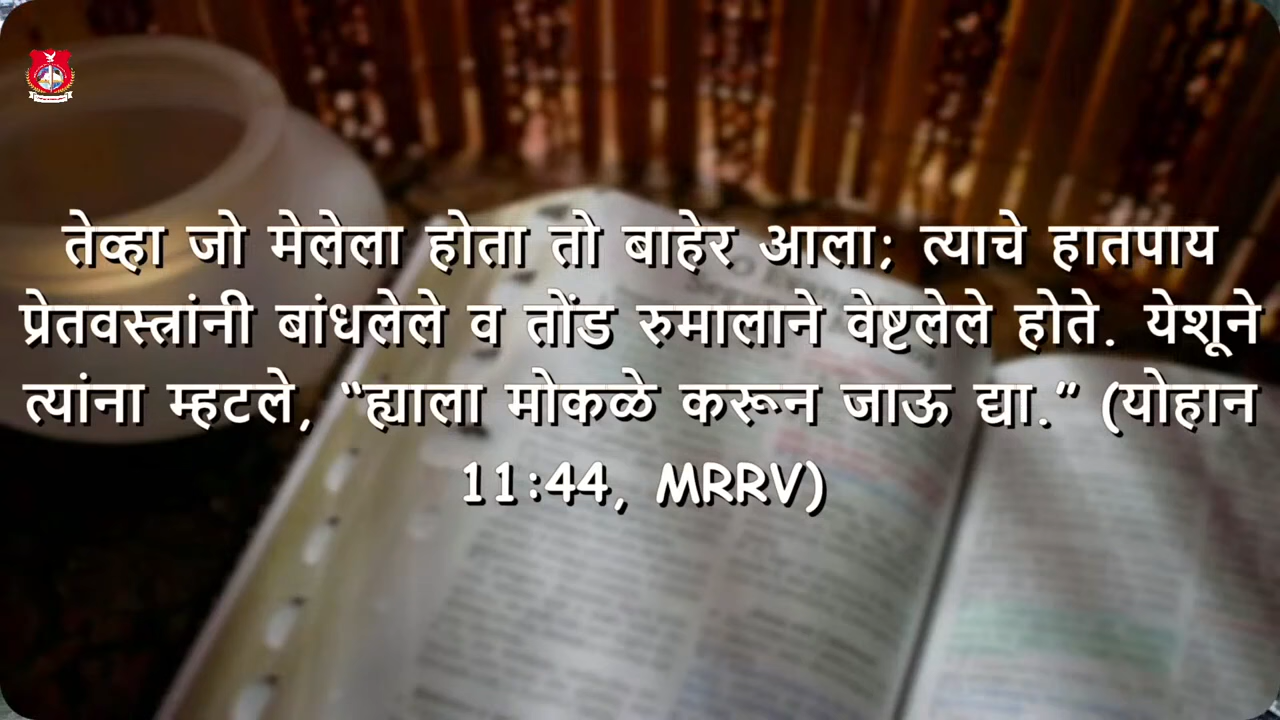 तेव्हा जो मेलेला होता तो बाहेर आला; त्याचे हातपाय
प्रेतवस्त्रांनी बांधलेले व तोंड रुमालाने वेष्टलेले होते. येशूने
त्यांना म्हटले, “ह्याला मोकळे करून जाऊ द्या.” (योहान
11:44, MRRV)